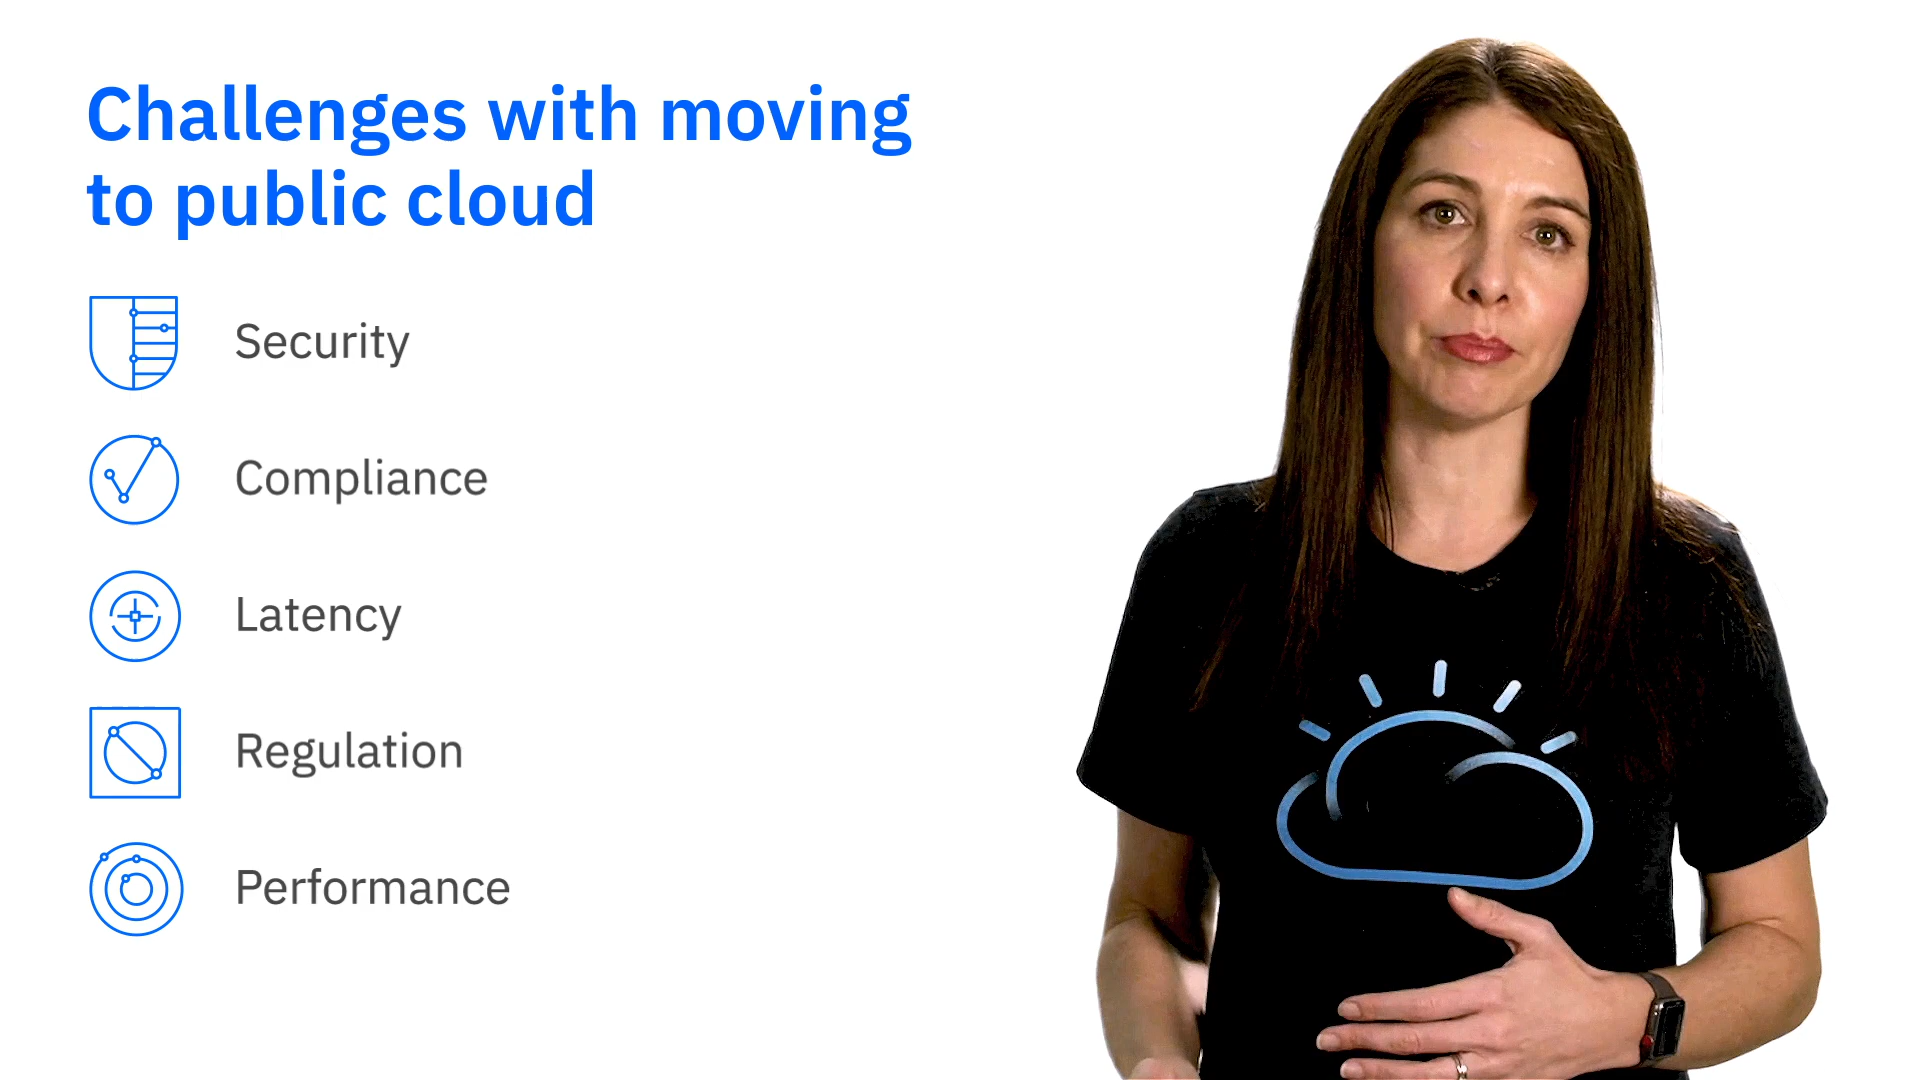 Challenges with moving
to public cloud
Security
Compliance
Latency
Regulation
Performance